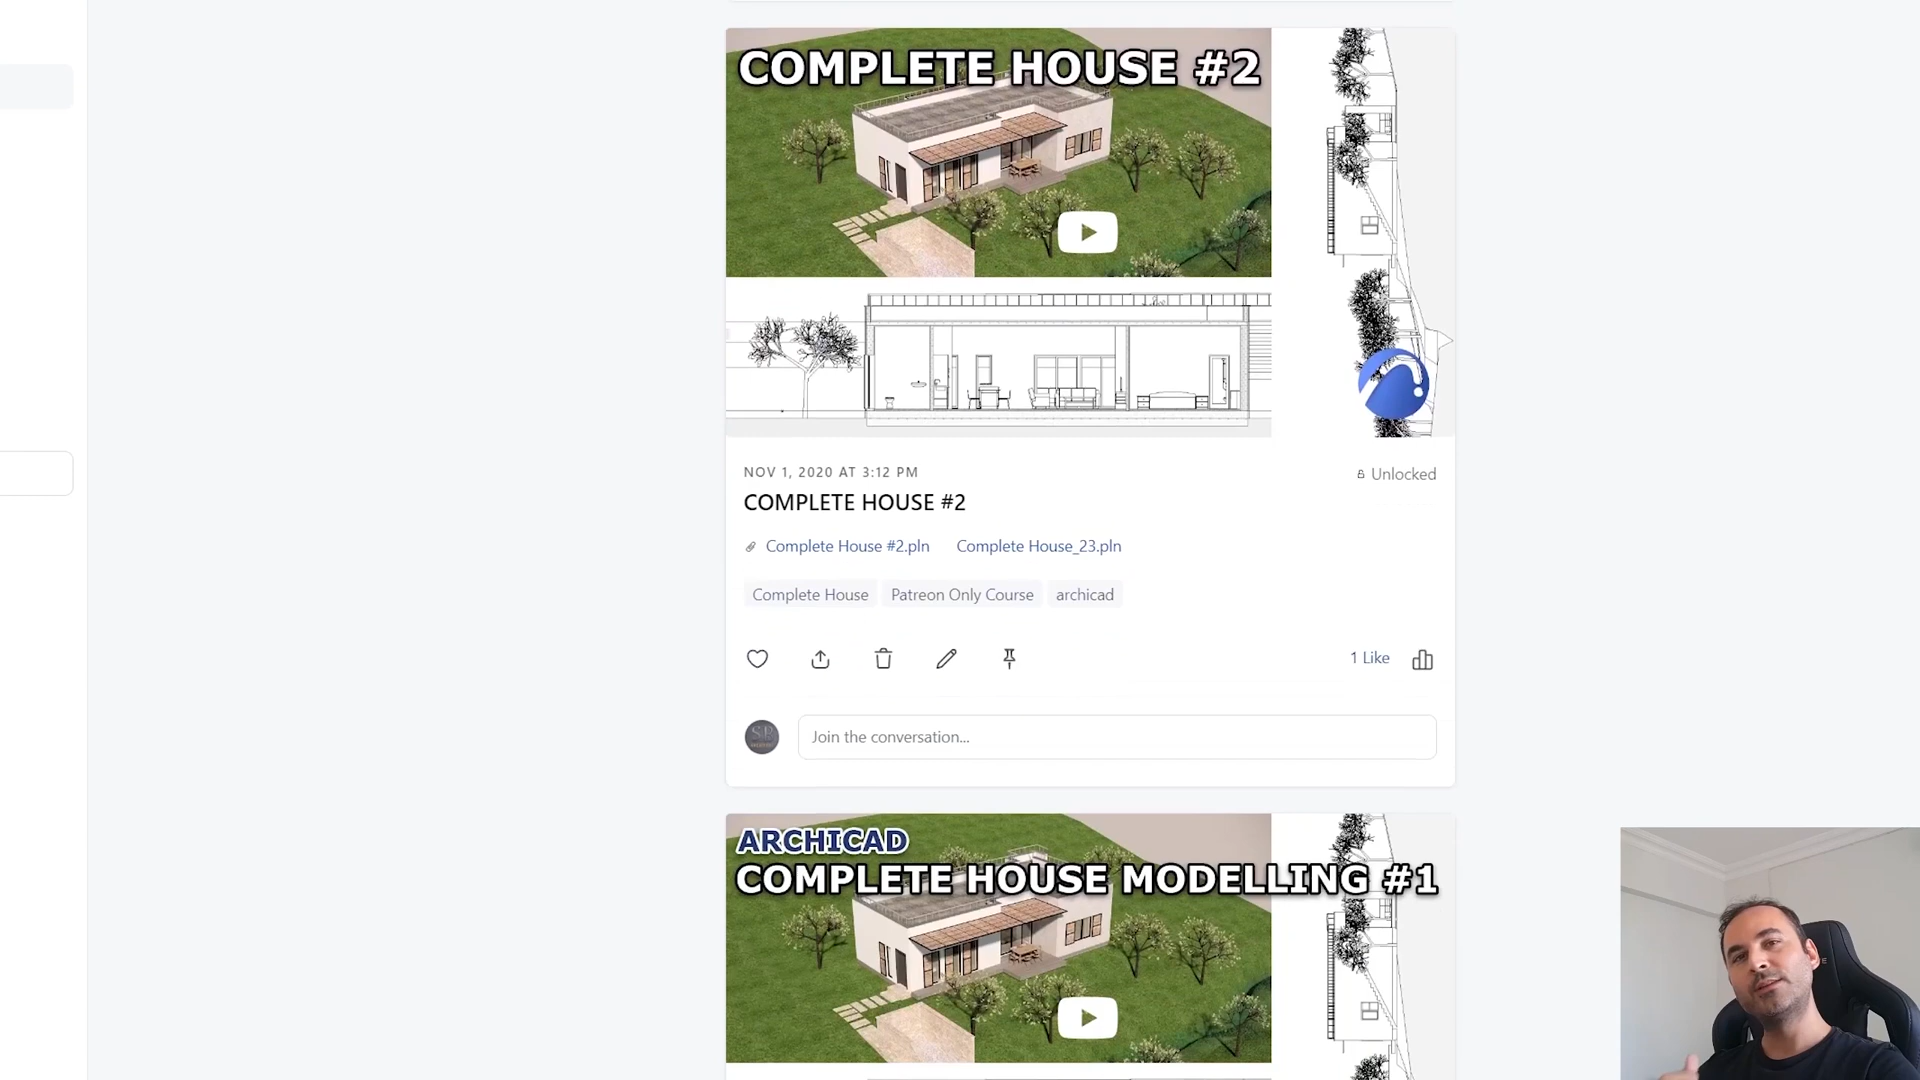 COMPLETE HOUSE #2
NOV 1, 2020 AT 3:12 PM
Unlocked
COMPLETE HOUSE #2
Complete House #2.pln
Complete House_23.pln
Complete House
Patreon Only Course
archicad
1 Like
Join the conversation...
ARCHICAD
COMPLETE HOUSE MODELLING #1